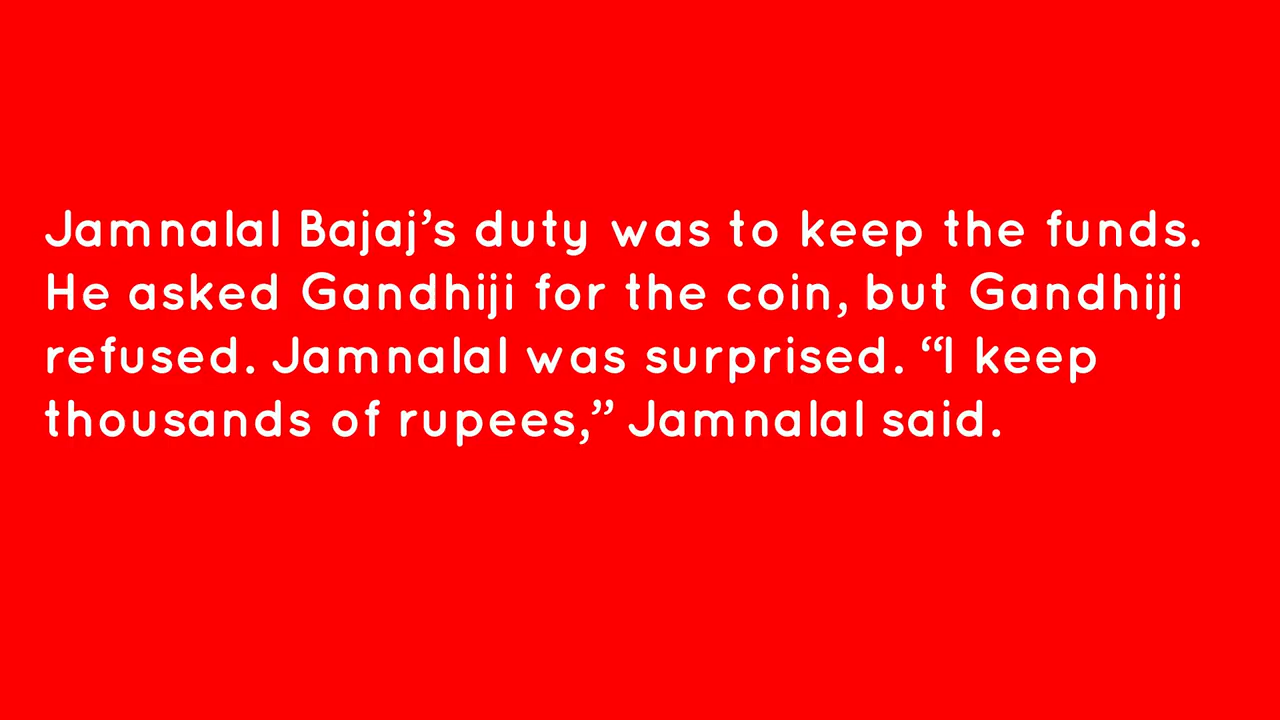 Jamnalal Bajaj’s duty was to keep the funds.
He asked Gandhiji for the coin, but Gandhiji
refused. Jamnalal was surprised. “I keep
thousands of rupees,” Jamnalal said.